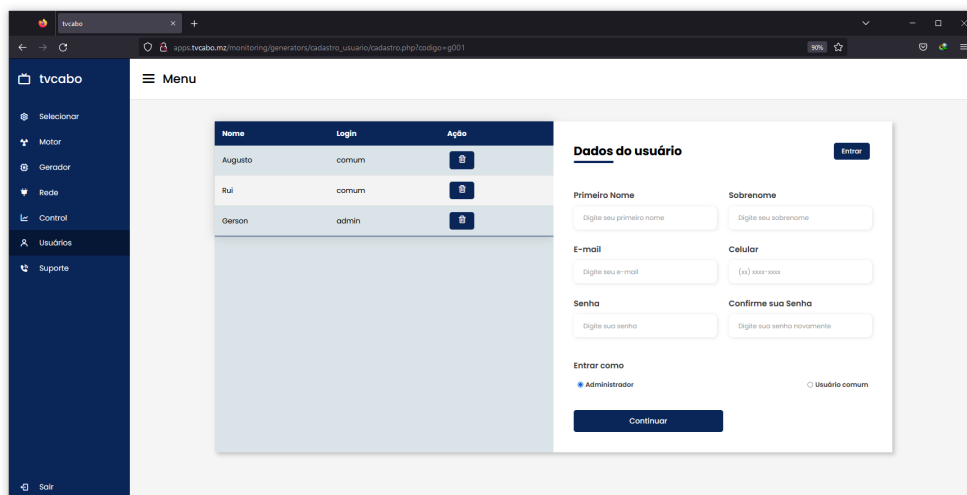 tvcabo
apps.tvcabo.mz/monitoring/generators/cadastro_usuario/cadastro.php?codigo=g001
90%
tvcabo
Menu
Selecionar
Motor
Gerador
Rede
Control
Usuários
Suporte
Sair
Nome Login Ação
Augusto comum
Rui comum
Gerson admin
Dados do usuário
Entrar
Primeiro Nome Sobrenome
Digite seu primeiro nome Digite seu sobrenome
E-mail Celular
Digite seu e-mail (xx) xxxx-xxxx
Senha Confirme sua Senha
Digite sua senha Digite sua senha novamente
Entrar como
Administrador Usuário comum
Continuar